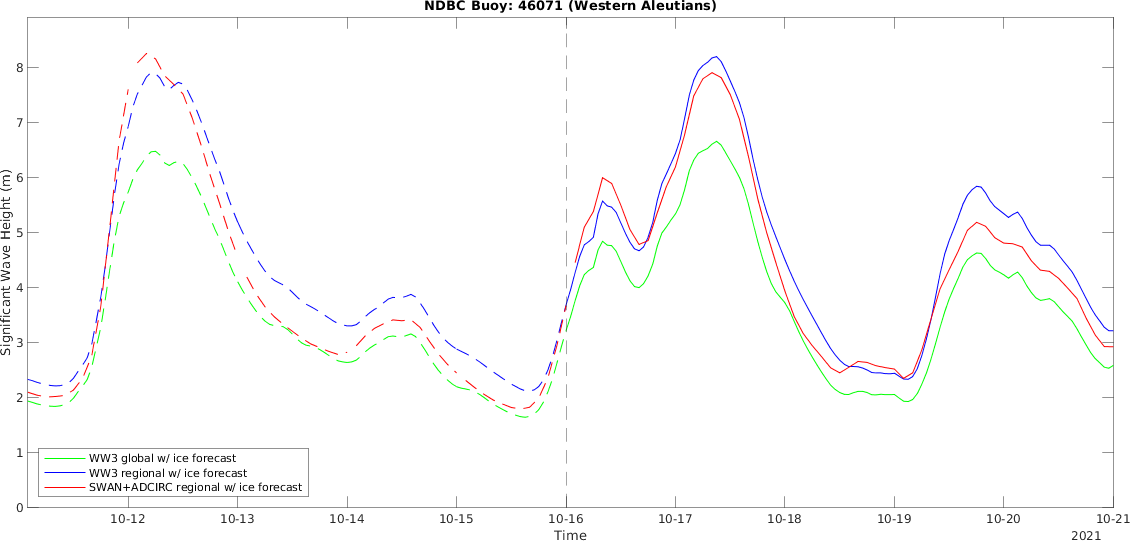 NDBC Buoy: 46071 (Western Aleutians)
Significant Wave Height (m)
8
7
6
5
4
3
2
1
0
WW3 global w/ ice forecast
WW3 regional w/ ice forecast
SWAN+ADCIRC regional w/ ice forecast
10-12 10-13 10-14 10-15 10-16 10-17 10-18 10-19 10-20 10-21
Time
2021